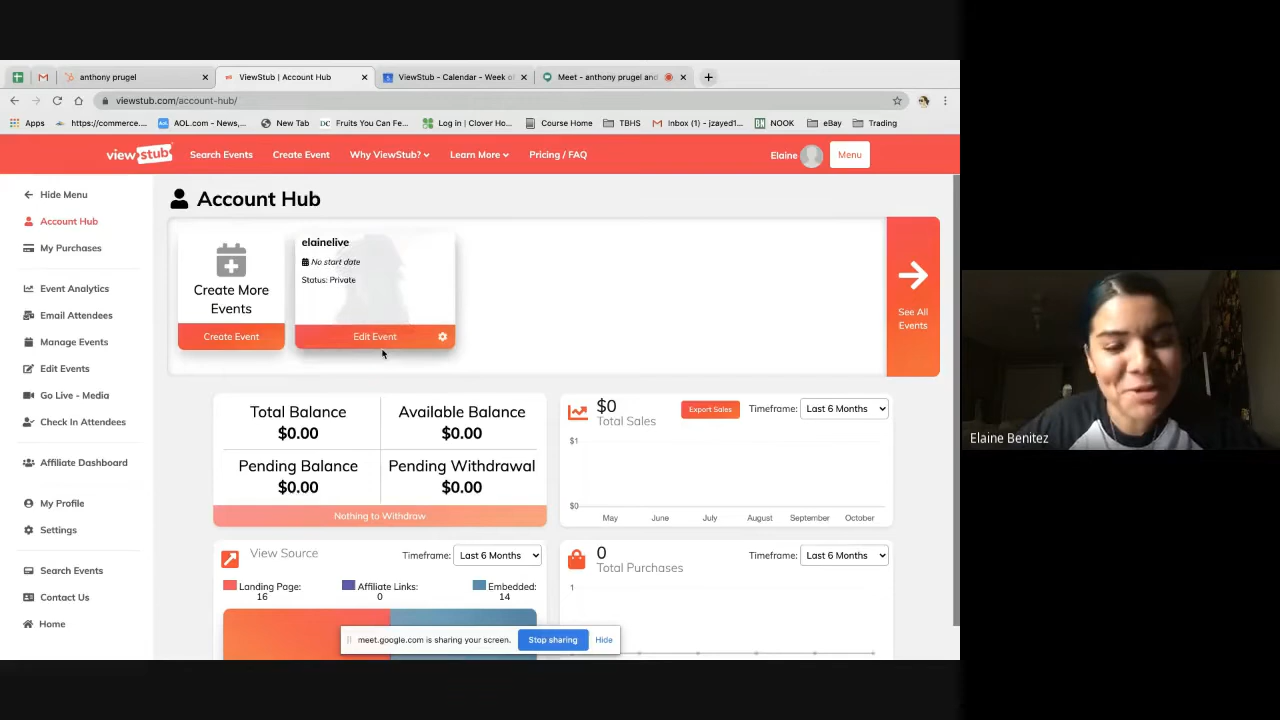 anthony prugel
ViewStub | Account Hub
ViewStub - Calendar - Week o
Meet - anthony prugel and
viewstub.com/account-hub/
Apps
https://commerce....
AOL.com - News,...
New Tab
Fruits You Can Fe...
Log in | Clover Ho...
Course Home
TBHS
Inbox (1) - jzayed1...
NOOK
eBay
Trading
view stub
Search Events
Create Event
Why ViewStub?
Learn More
Pricing / FAQ
Elaine
Menu
Hide Menu
Account Hub
My Purchases
Event Analytics
Email Attendees
Manage Events
Edit Events
Go Live - Media
Check In Attendees
Affiliate Dashboard
My Profile
Settings
Search Events
Contact Us
Home
Account Hub
Create More
Events
Create Event
elainelive
No start date
Status: Private
Edit Event
See All
Events
Total Balance
$0.00
Available Balance
$0.00
Pending Balance
$0.00
Pending Withdrawal
$0.00
Nothing to Withdraw
$0
Total Sales
Export Sales
Timeframe: Last 6 Months
$1
$0
May June July August September October
View Source
Timeframe: Last 6 Months
Landing Page:
16
Affiliate Links:
0
Embedded:
14
0
Total Purchases
Timeframe: Last 6 Months
1
meet.google.com is sharing your screen.
Stop sharing
Hide
Elaine Benitez